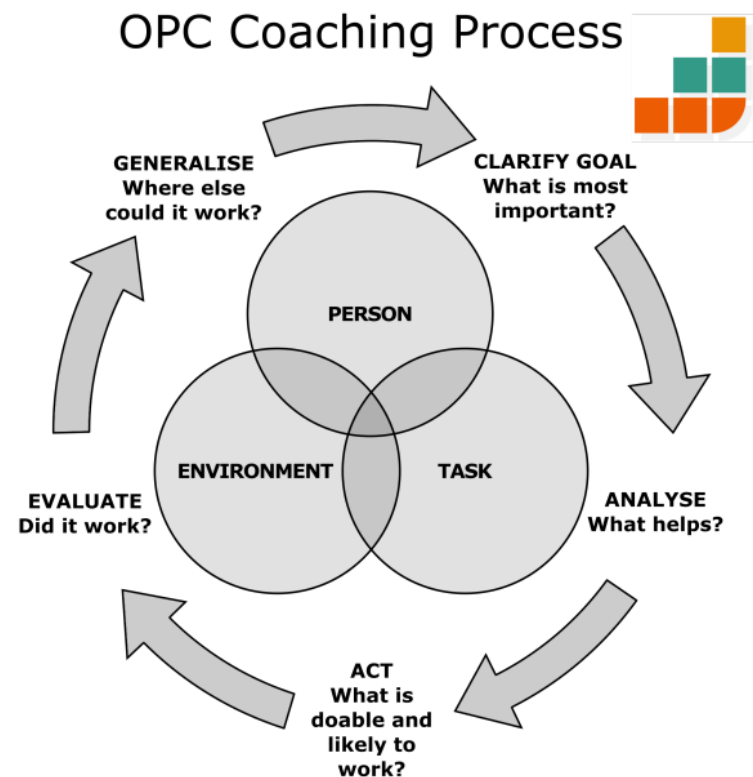 OPC Coaching Process
GENERALISE
Where else
could it work?
CLARIFY GOAL
What is most
important?
PERSON
ENVIRONMENT
TASK
EVALUATE
Did it work?
ANALYSE
What helps?
ACT
What is
doable and
likely to
work?